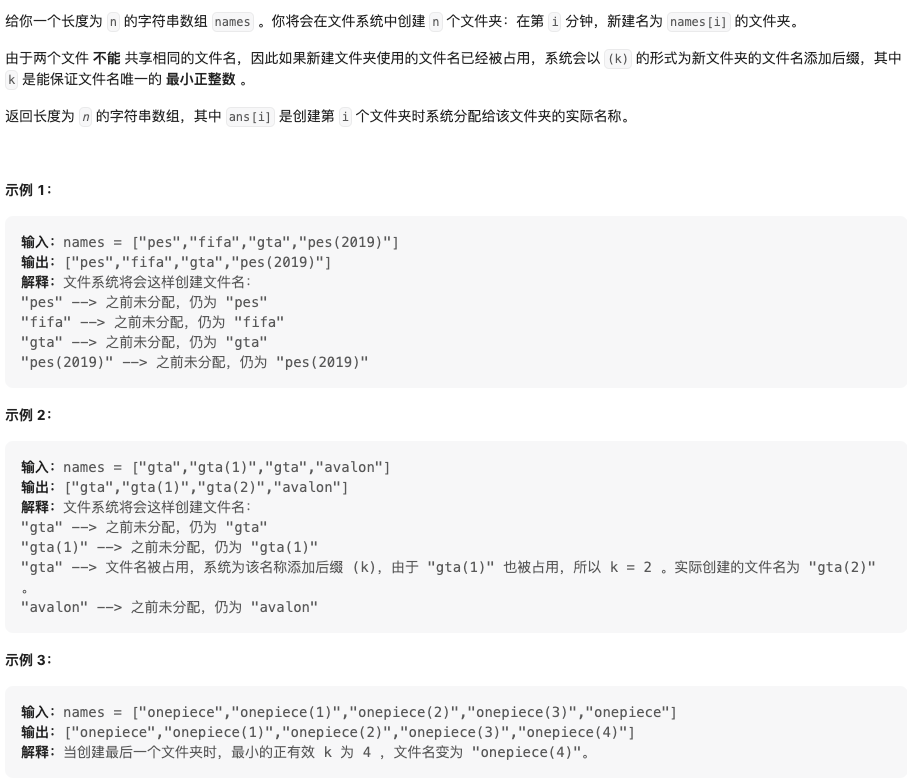 给你一个长度为 n 的字符串数组 names 。你将会在文件系统中创建 n 个文件夹：在第 i 分钟，新建名为 names[i] 的文件夹。
由于两个文件 不能 共享相同的文件名，因此如果新建文件夹使用的文件名已经被占用，系统会以 (k) 的形式为新文件夹的文件名添加后缀，其中
k 是能保证文件名唯一的 最小正整数 。
返回长度为 n 的字符串数组，其中 ans[i] 是创建第 i 个文件夹时系统分配给该文件夹的实际名称。
示例 1：
输入：names = ["pes","fifa","gta","pes(2019)"]
输出：["pes","fifa","gta","pes(2019)"]
解释：文件系统将会这样创建文件名：
"pes" --> 之前未分配，仍为 "pes"
"fifa" --> 之前未分配，仍为 "fifa"
"gta" --> 之前未分配，仍为 "gta"
"pes(2019)" --> 之前未分配，仍为 "pes(2019)"
示例 2：
输入：names = ["gta","gta(1)","gta","avalon"]
输出：["gta","gta(1)","gta(2)","avalon"]
解释：文件系统将会这样创建文件名：
"gta" --> 之前未分配，仍为 "gta"
"gta(1)" --> 之前未分配，仍为 "gta(1)"
"gta" --> 文件名被占用，系统为该名称添加后缀 (k)，由于 "gta(1)" 也被占用，所以 k = 2 。实际创建的文件名为 "gta(2)"
。
"avalon" --> 之前未分配，仍为 "avalon"
示例 3：
输入：names = ["onepiece","onepiece(1)","onepiece(2)","onepiece(3)","onepiece"]
输出：["onepiece","onepiece(1)","onepiece(2)","onepiece(3)","onepiece(4)"]
解释：当创建最后一个文件夹时，最小的正有效 k 为 4 ，文件名变为 "onepiece(4)"。